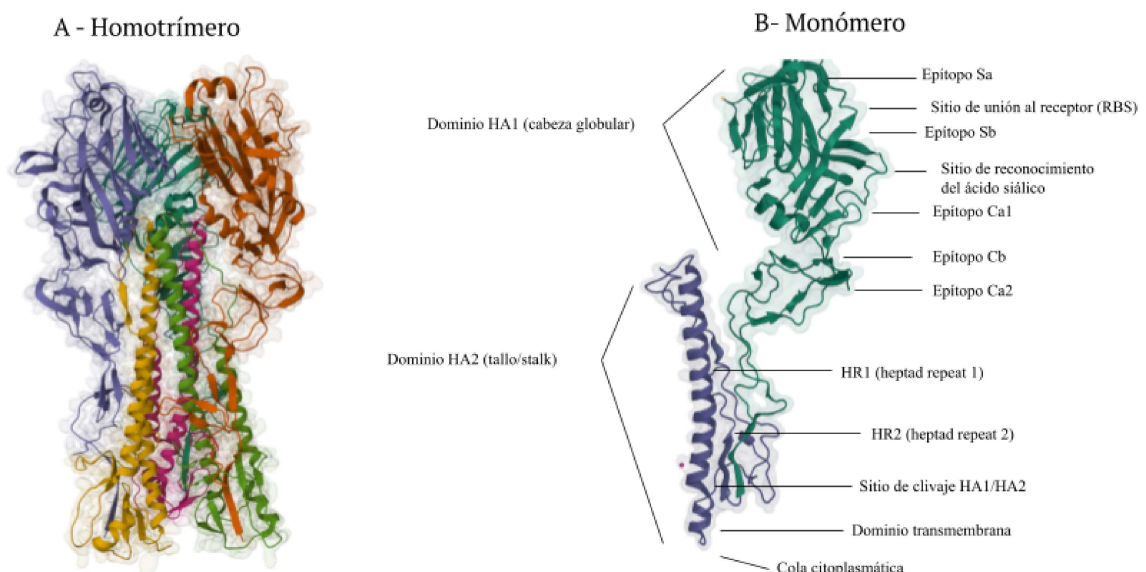 A - Homotrímero
B- Monómero
Dominio HA1 (cabeza globular)
Epítopo Sa
Sitio de unión al receptor (RBS)
Epítopo Sb
Sitio de reconocimiento
del ácido siálico
Epítopo Ca1
Epítopo Cb
Epítopo Ca2
Dominio HA2 (tallo/stalk)
HR1 (heptad repeat 1)
HR2 (heptad repeat 2)
Sitio de clivaje HA1/HA2
Dominio transmembrana
Cola citoplasmática